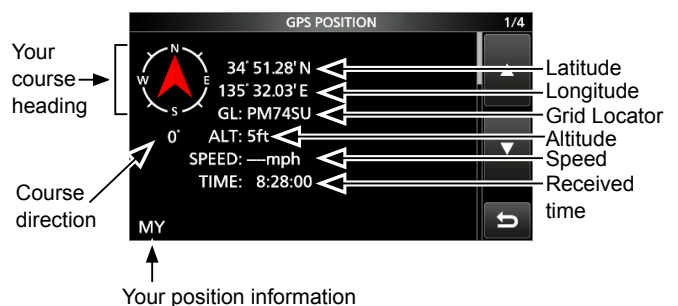 GPS POSITION 1/4
Your
course
heading
N
W
E
S
34°51.28'N
135°32.03'E
GL: PM74SU
0° ALT: 5ft
SPEED: ––mph
TIME: 8:28:00
MY
Latitude
Longitude
Grid Locator
Altitude
Speed
Received
time
Course
direction
Your position information